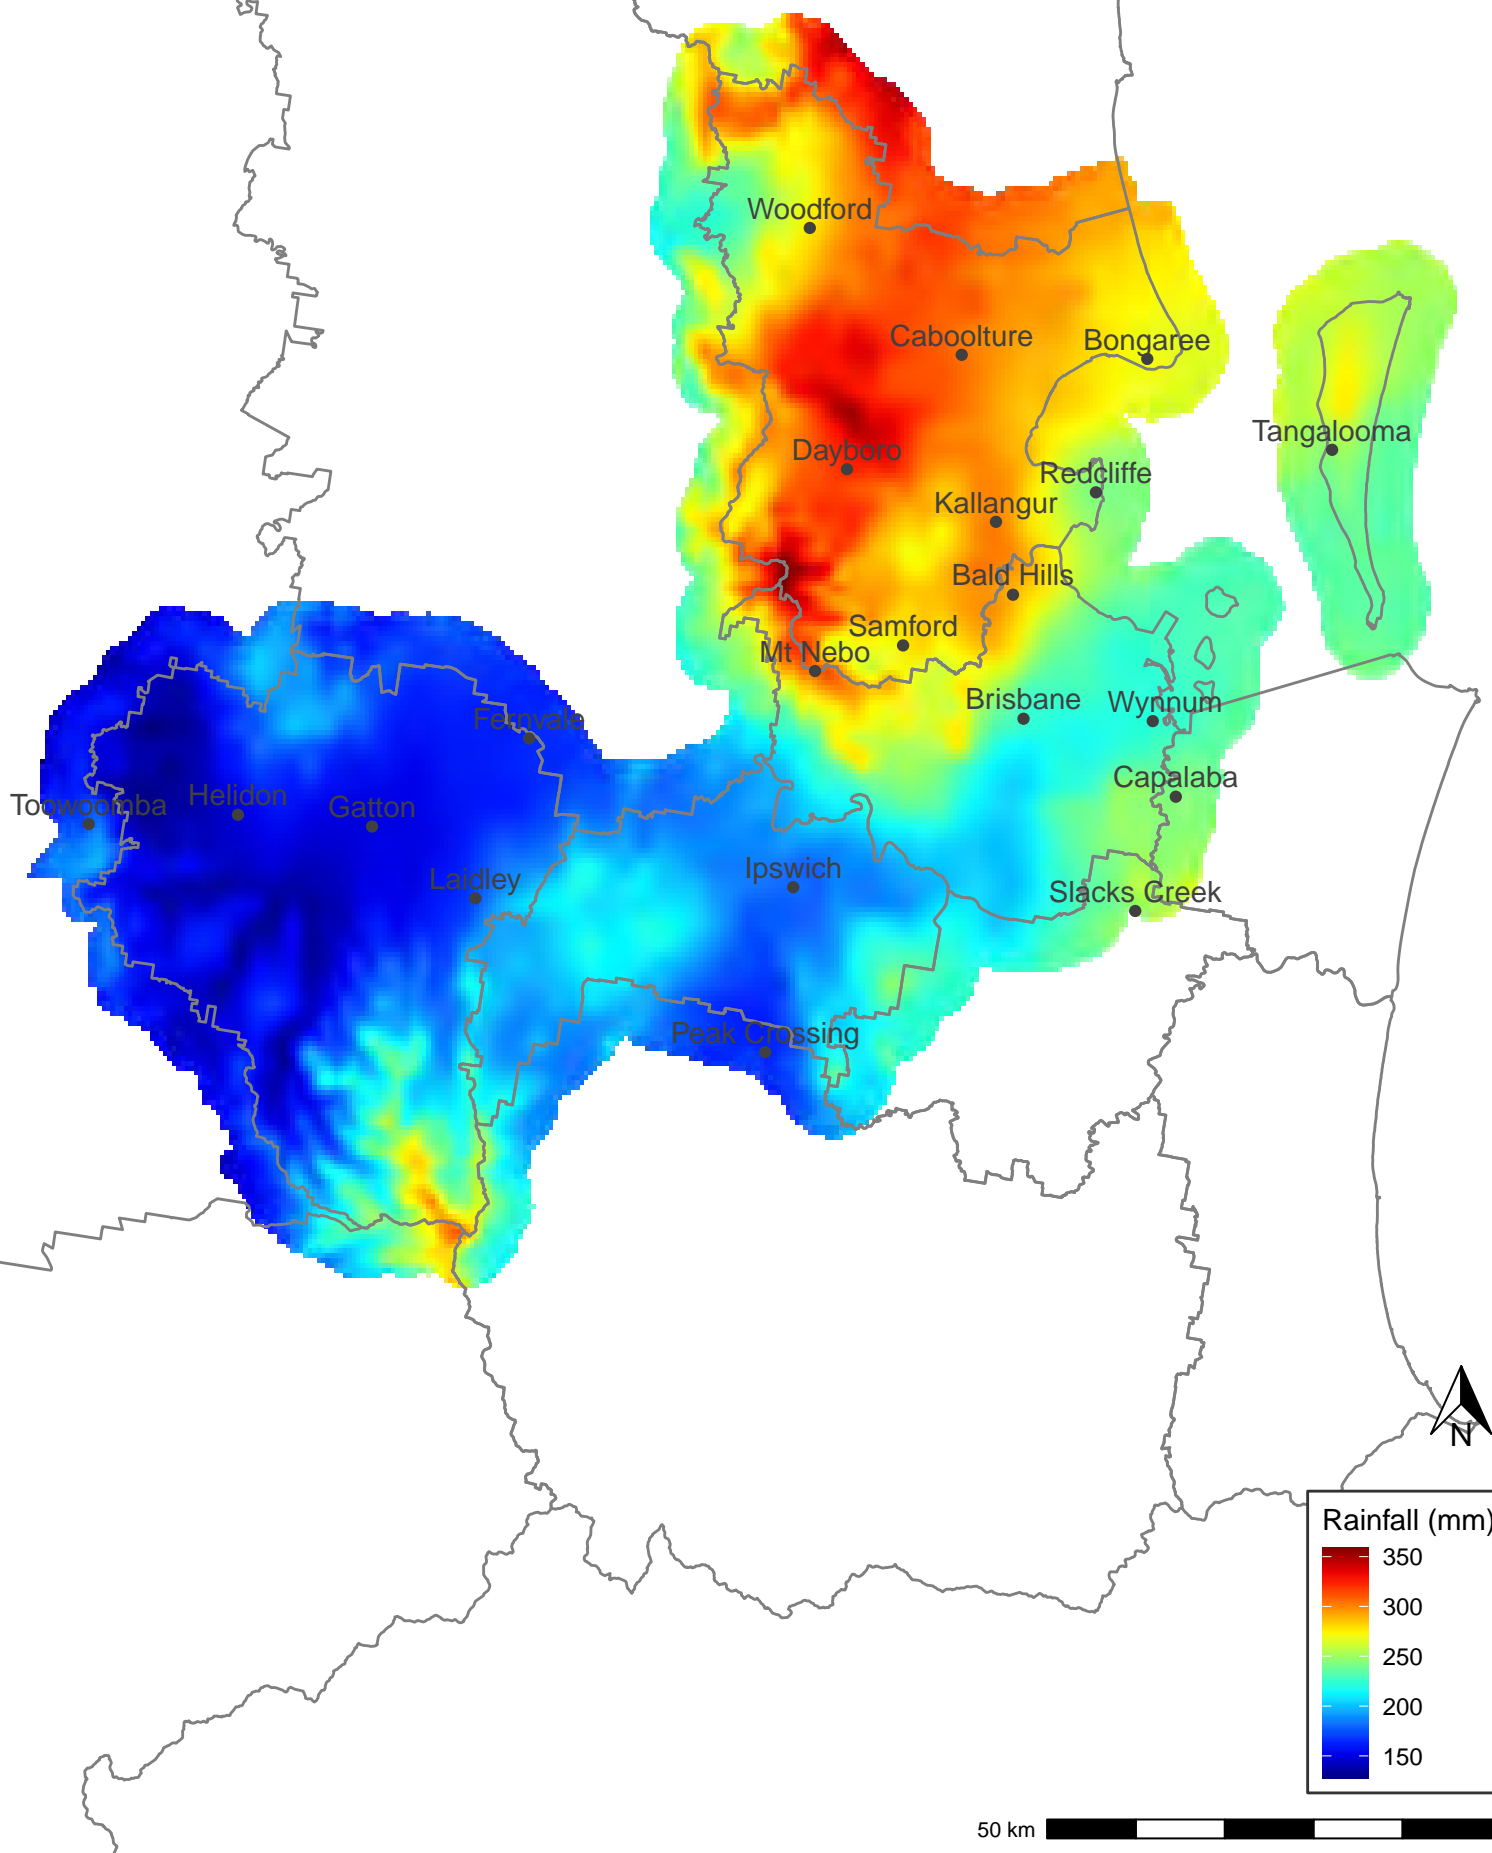 Woodford
Caboolture
Bongaree
Tangalooma
Dayboro
Redcliffe
Kallangur
Bald Hills
Samford
Mt Nebo
Brisbane
Wynnum
Fernvale
Capalaba
Toowoomba
Helidon
Gatton
Ipswich
Laidley
Slacks Creek
Peak Crossing
N
Rainfall (mm)
350
300
250
200
150
50 km